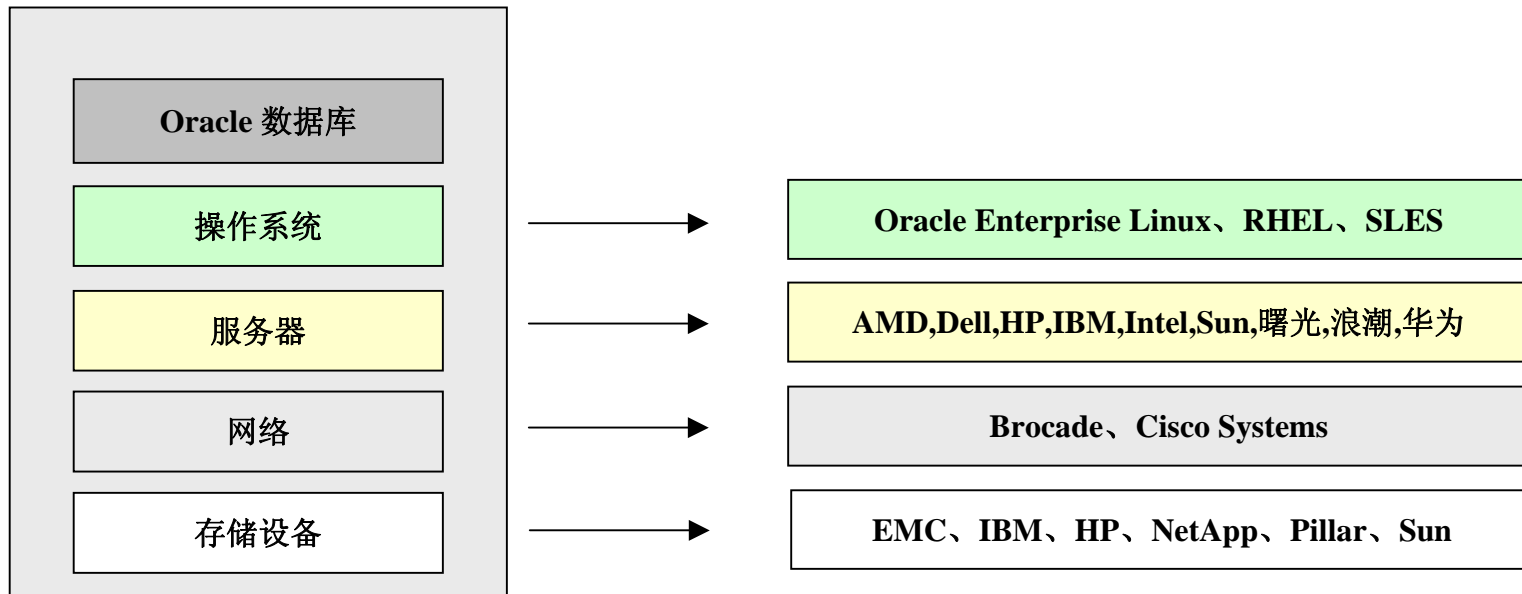 Oracle 数据库
操作系统
Oracle Enterprise Linux、RHEL、SLES
服务器
AMD,Dell,HP,IBM,Intel,Sun,曙光,浪潮,华为
网络
Brocade、Cisco Systems
存储设备
EMC、IBM、HP、NetApp、Pillar、Sun